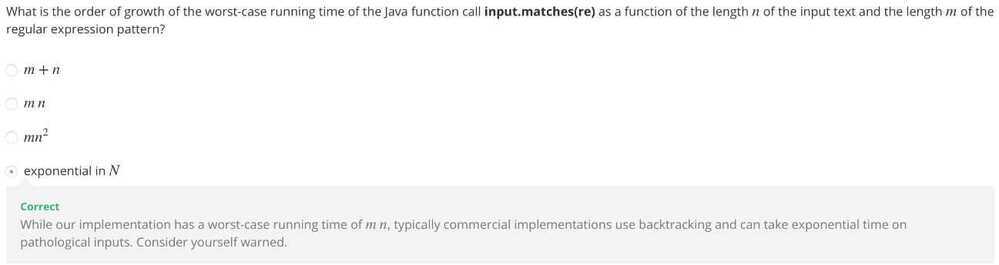 What is the order of growth of the worst-case running time of the Java function call input.matches(re) as a function of the length n of the input text and the length m of the
regular expression pattern?
m + n
m n
mn²
exponential in N
Correct
While our implementation has a worst-case running time of m n, typically commercial implementations use backtracking and can take exponential time on
pathological inputs. Consider yourself warned.